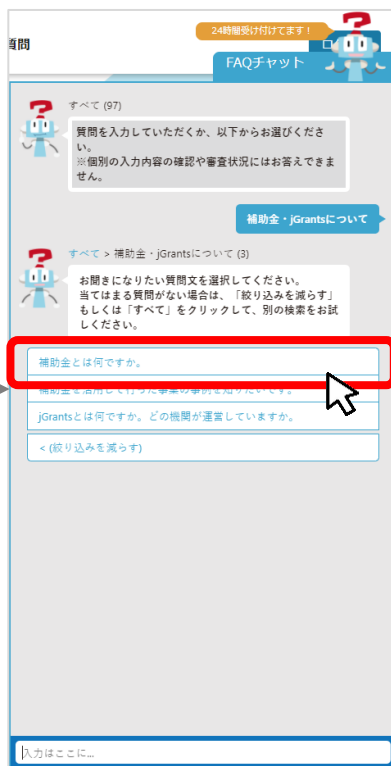 24時間受け付けてます！
質問
FAQチャット
すべて (97)
質問を入力していただくか、以下からお選びくださ
い。
※個別の入力内容の確認や審査状況にはお答えできま
せん。
補助金・jGrantsについて
すべて > 補助金・jGrantsについて (3)
お聞きになりたい質問文を選択してください。
当てはまる質問がない場合は、「絞り込みを減らす」
もしくは「すべて」をクリックして、別の検索をお試
しください。
補助金とは何ですか。
補助金を活用して行った事業の事例を知りたいです。
jGrantsとは何ですか。どの機関が運営していますか。
< (絞り込みを減らす)
入力はここに...